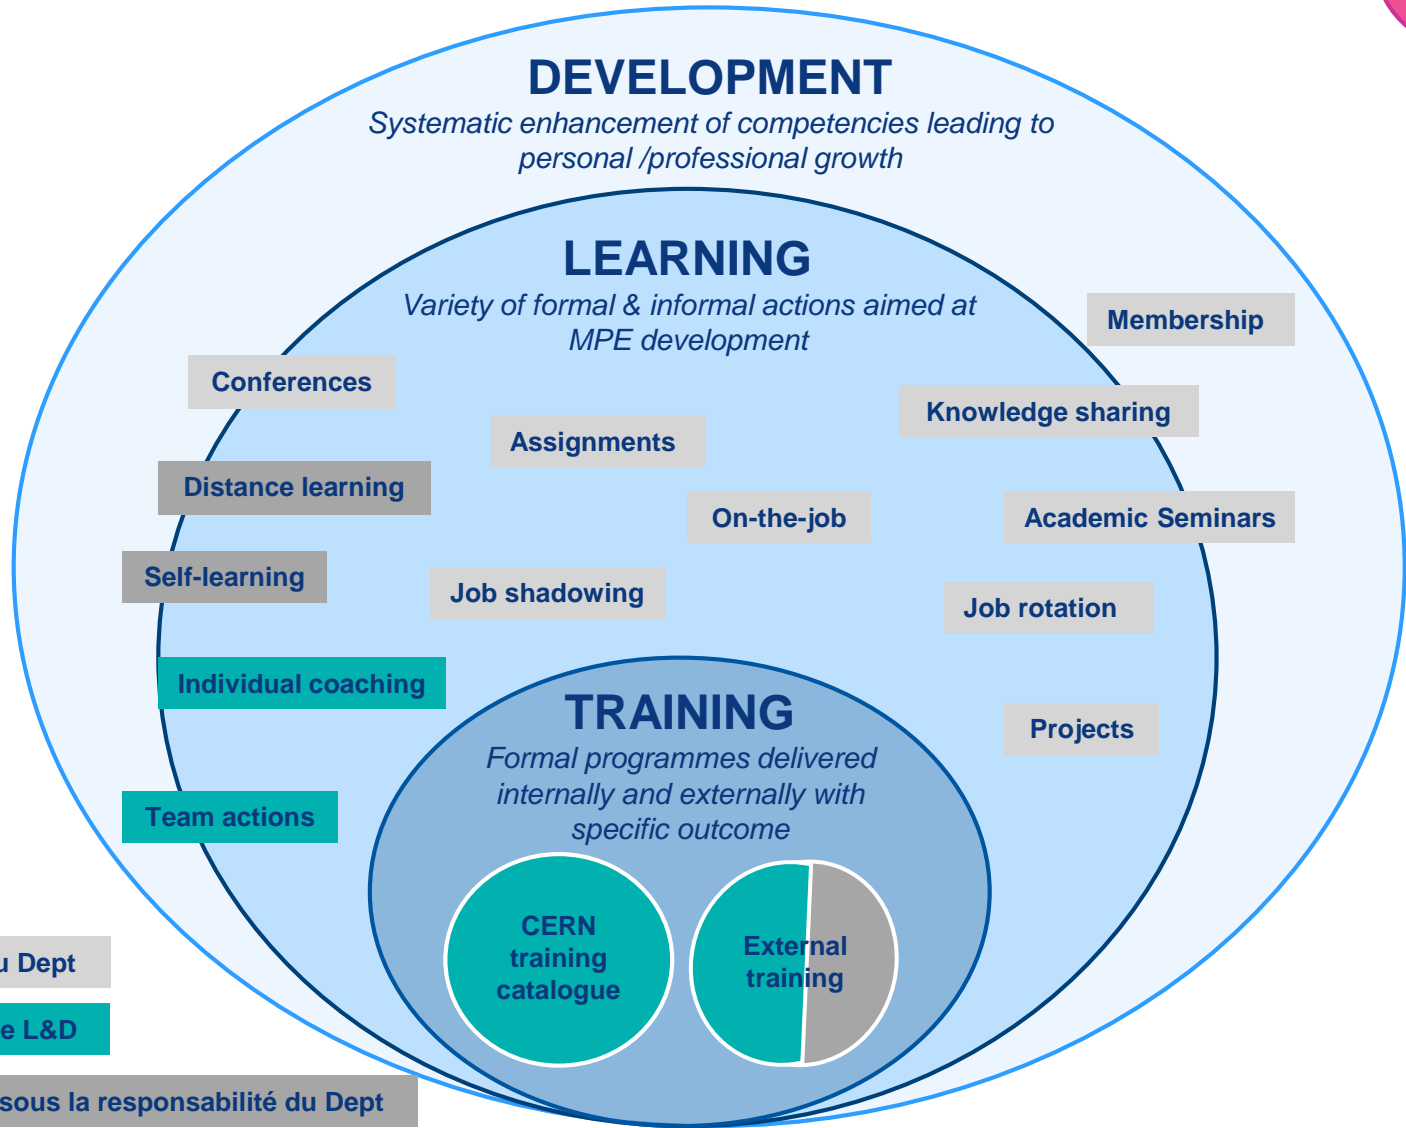 DEVELOPMENT
Systematic enhancement of competencies leading to
personal /professional growth
LEARNING
Variety of formal & informal actions aimed at
MPE development
Membership
Conferences
Knowledge sharing
Assignments
Distance learning
On-the-job
Academic Seminars
Self-learning
Job shadowing
Job rotation
Individual coaching
TRAINING
Formal programmes delivered
internally and externally with
specific outcome
Projects
Team actions
CERN
training
catalogue
External
training
Dept
L&D
sous la responsabilité du Dept